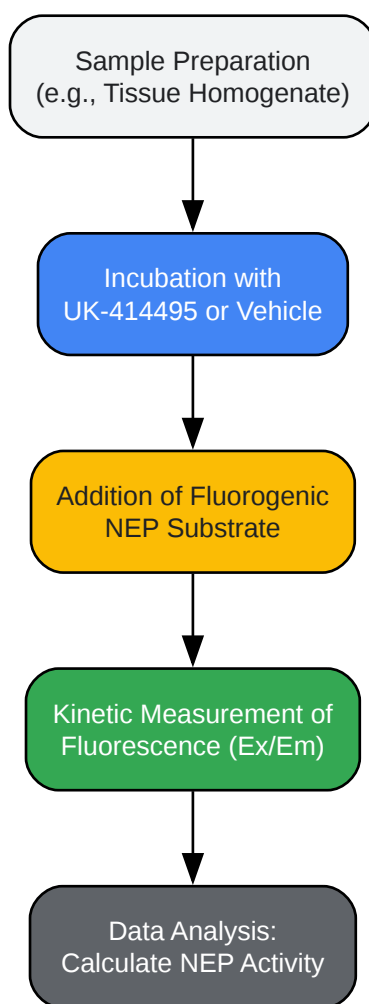 Sample Preparation
(e.g., Tissue Homogenate)
Incubation with
UK-414495 or Vehicle
Addition of Fluorogenic
NEP Substrate
Kinetic Measurement of
Fluorescence (Ex/Em)
Data Analysis:
Calculate NEP Activity